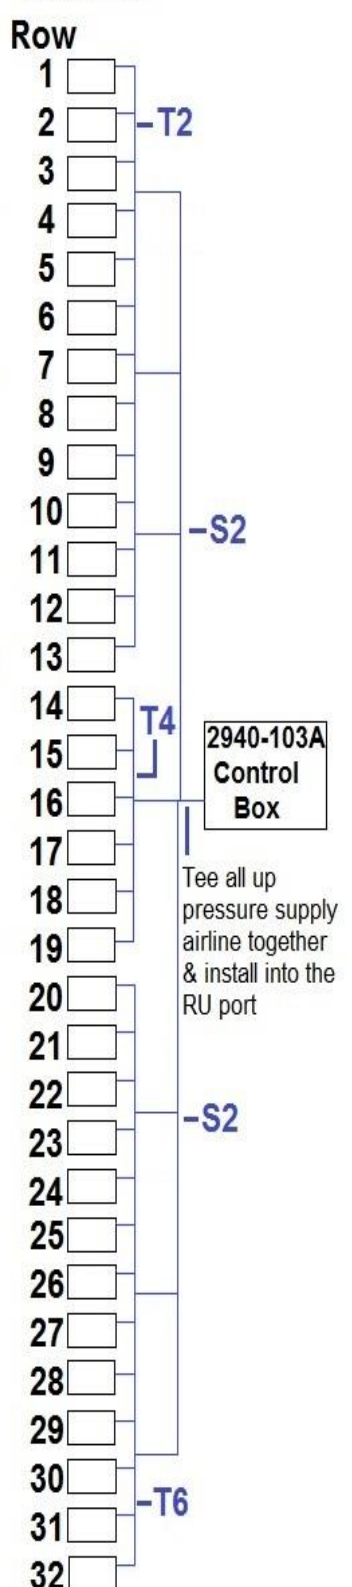 Row
1
2
–T2
3
4
5
6
7
8
9
10
–S2
11
12
13
14
T4
15
2940-103A
Control
Box
16
17
Tee all up
pressure supply
airline together
& install into the
RU port
18
19
20
21
22
–S2
23
24
25
26
27
28
29
30
–T6
31
32